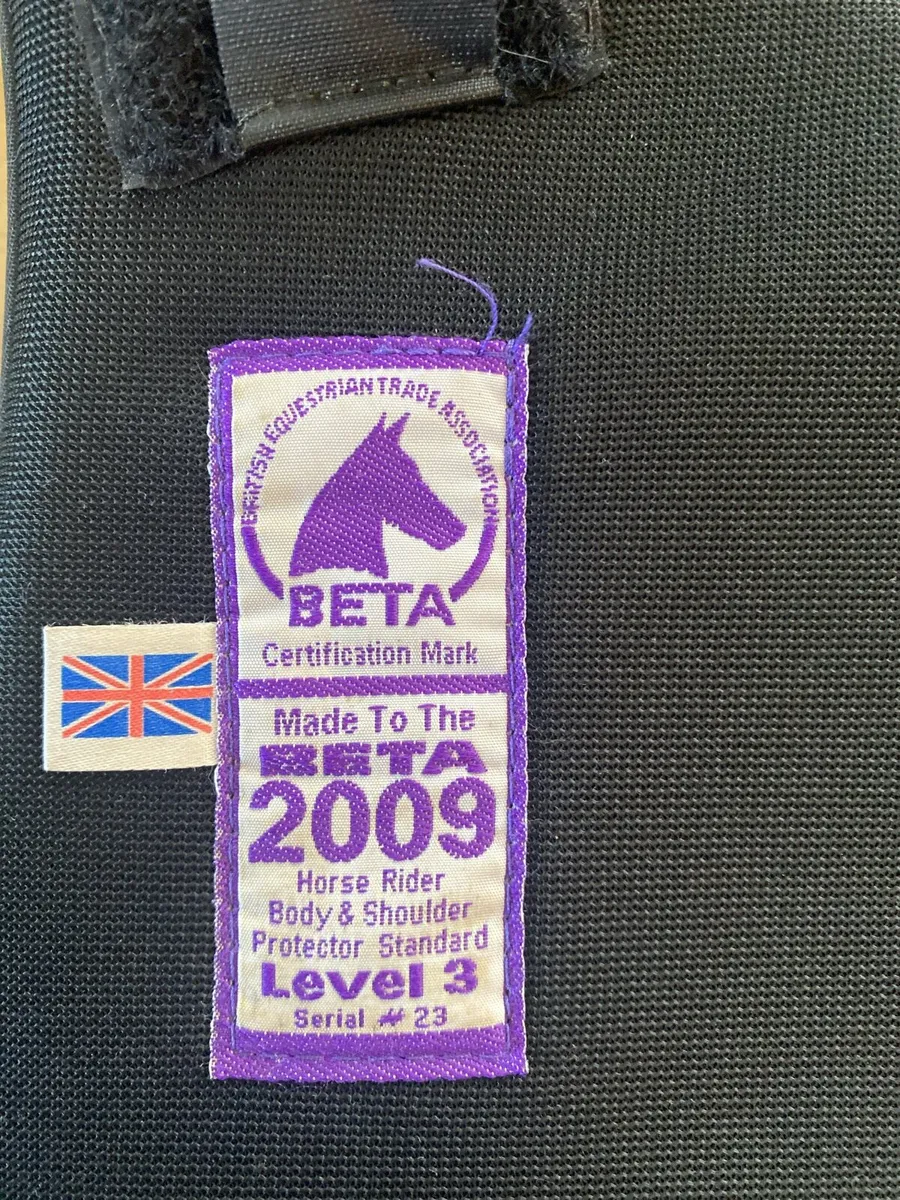 BRITISH EQUESTRIAN TRADE ASSOCIATION
BETA
Certification Mark
Made To The
BETA
2009
Horse Rider
Body & Shoulder
Protector Standard
Level 3
Serial # 23